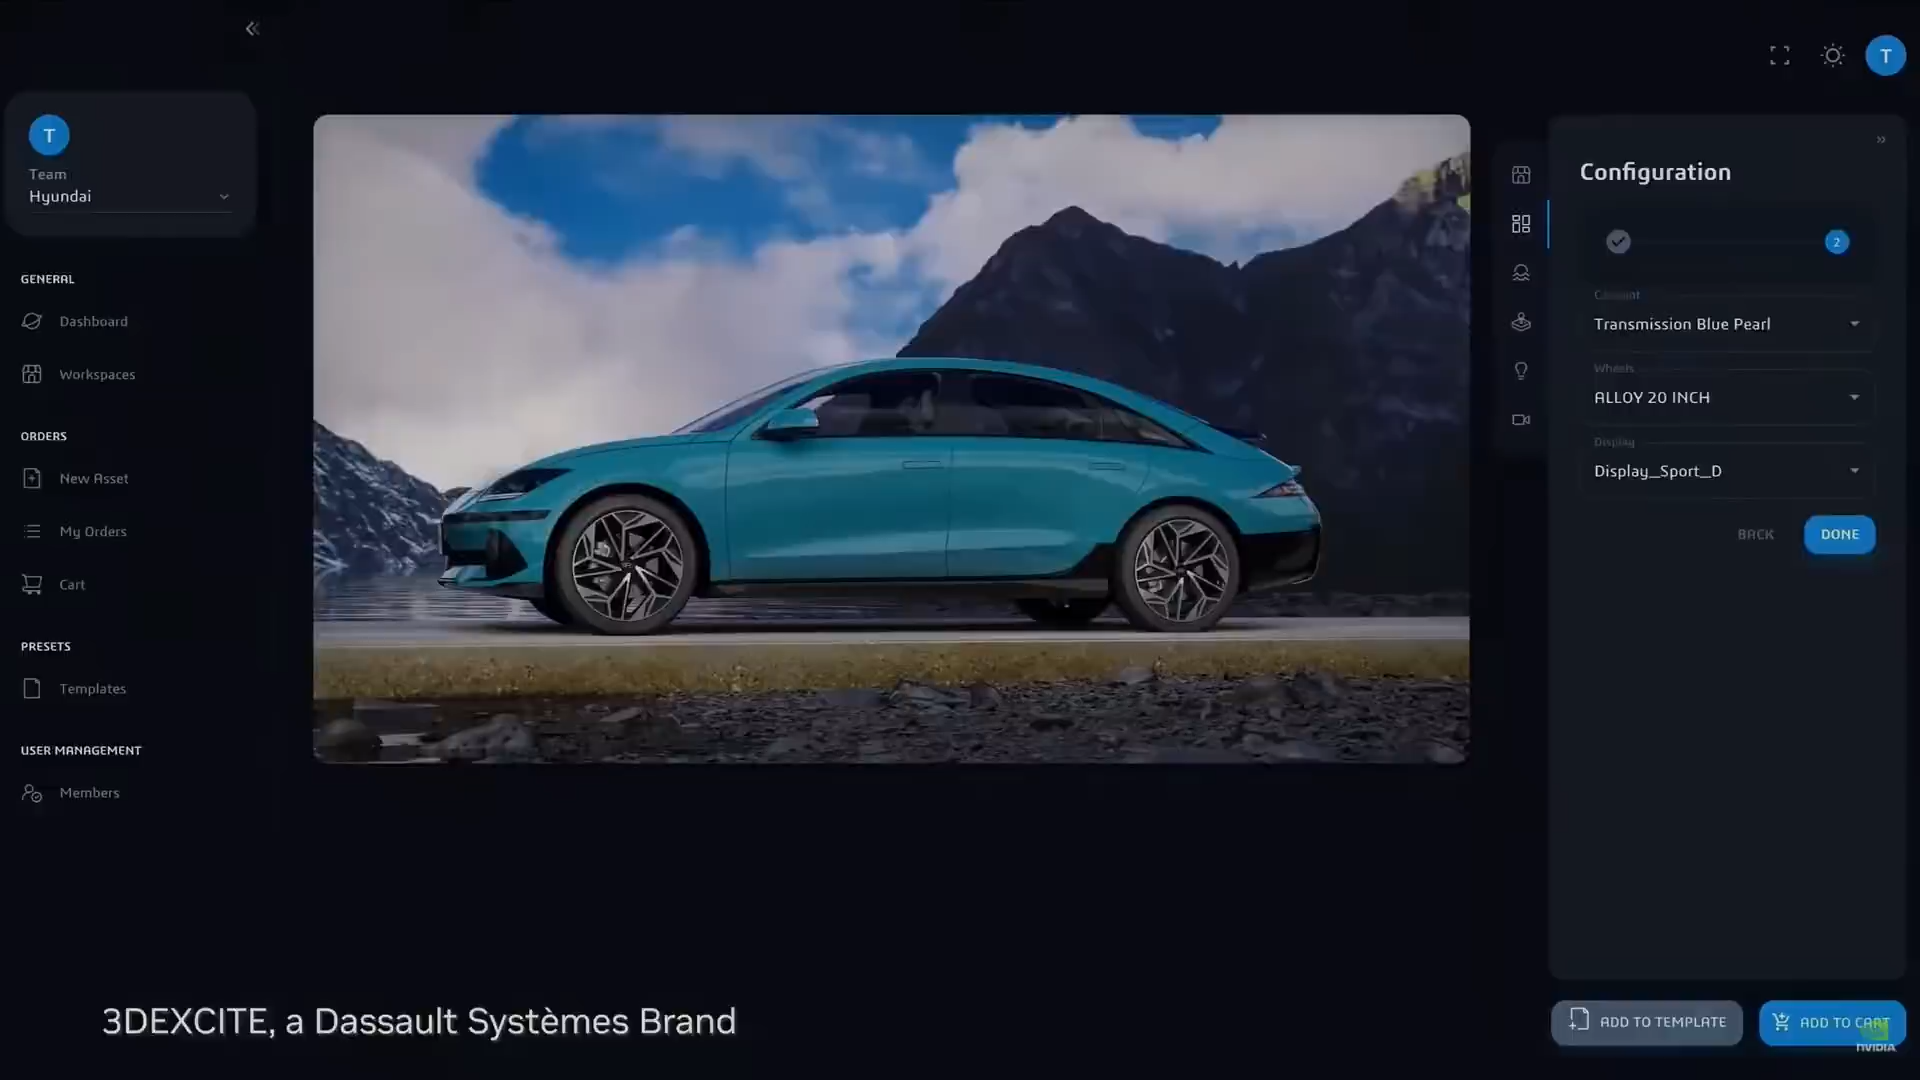 T
T
Team
Hyundai
GENERAL
Dashboard
Workspaces
ORDERS
New Asset
My Orders
Cart
PRESETS
Templates
USER MANAGEMENT
Members
Configuration
2
Transmission Blue Pearl
Wheels
ALLOY 20 INCH
Display
Display_Sport_D
BACK
DONE
3DEXCITE, a Dassault Systèmes Brand
ADD TO TEMPLATE
ADD TO CART
NVIDIA